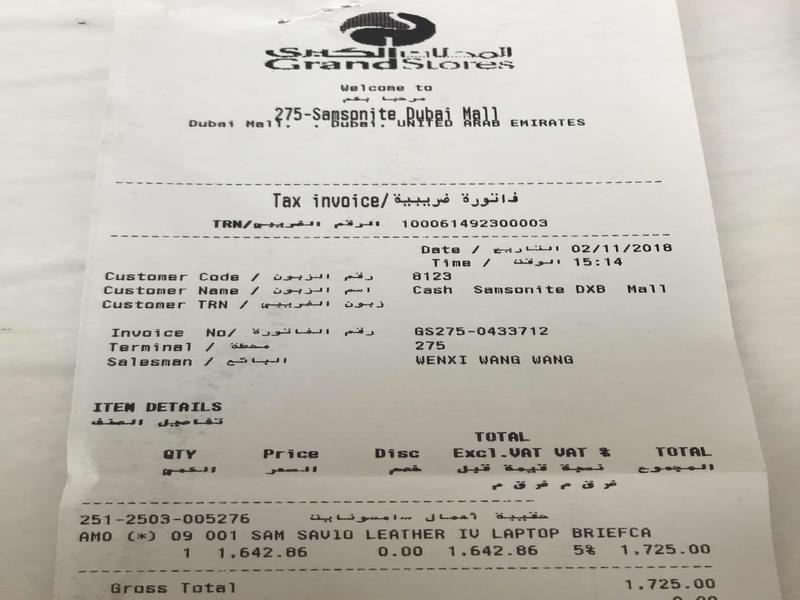 المحلات الكبرى
GrandStores
Welcome to
مرحبا بكم
275-Samsonite Dubai Mall
Dubai Mall. . Dubai. UNITED ARAB EMIRATES
Tax invoice/فاتورة ضريبية
TRN/الرقم الضريبي 100061492300003
Date / التاريخ 02/11/2018
Time / الوقت 15:14
Customer Code / رقم الزبون 8123
Customer Name / اسم الزبون Cash Samsonite DXB Mall
Customer TRN / زبون الضريبي
Invoice No/ رقم الفاتورة GS275-0433712
Terminal / محطة 275
Salesman / البائع WENXI WANG WANG
ITEM DETAILS
تفاصيل الصنف
TOTAL
QTY Price Disc Excl.VAT VAT % TOTAL
الكمي السعر خصم نسبة قيمة قبل المجموع
ض ق م ض ق م
251-2503-005276 حقيبة أعمال سامسونايت
AMO (*) 09 001 SAM SAVIO LEATHER IV LAPTOP BRIEFCA
1 1,642.86 0.00 1,642.86 5% 1,725.00
Gross Total 1,725.00